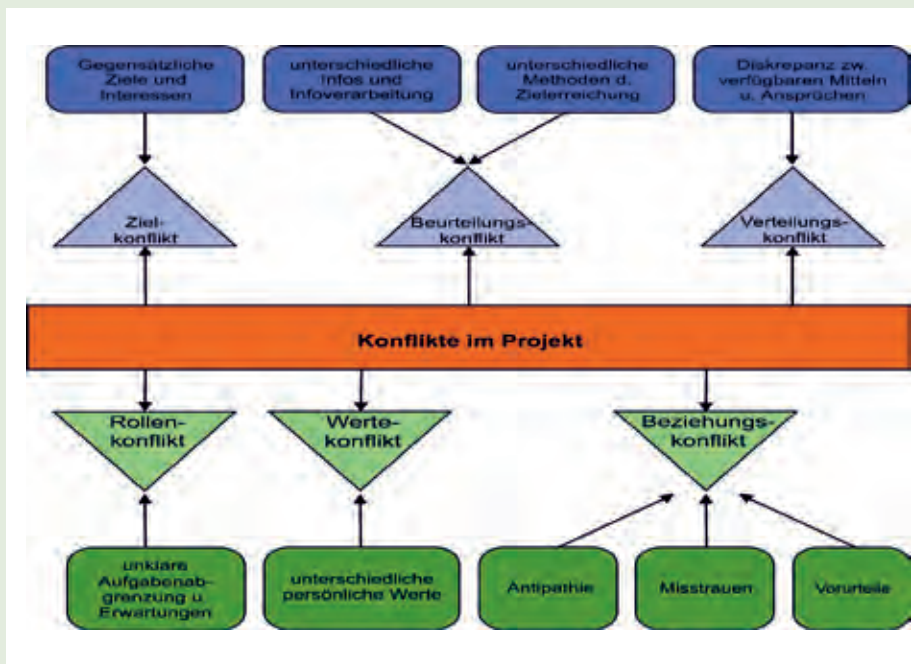 Gegensätzliche
Ziele und
Interessen
unterschiedliche
Infos und
Infoverarbeitung
unterschiedliche
Methoden d.
Zielerreichung
Diskrepanz zw.
verfügbaren Mitteln
u. Ansprüchen
Ziel-
konflikt
Beurteilungs-
konflikt
Verteilungs-
konflikt
Konflikte im Projekt
Rollen-
konflikt
Werte-
konflikt
Beziehungs-
konflikt
unklare
Aufgabenab-
grenzung u
Erwartungen
unterschiedliche
persönliche Werte
Antipathie
Misstrauen
Vorurteile